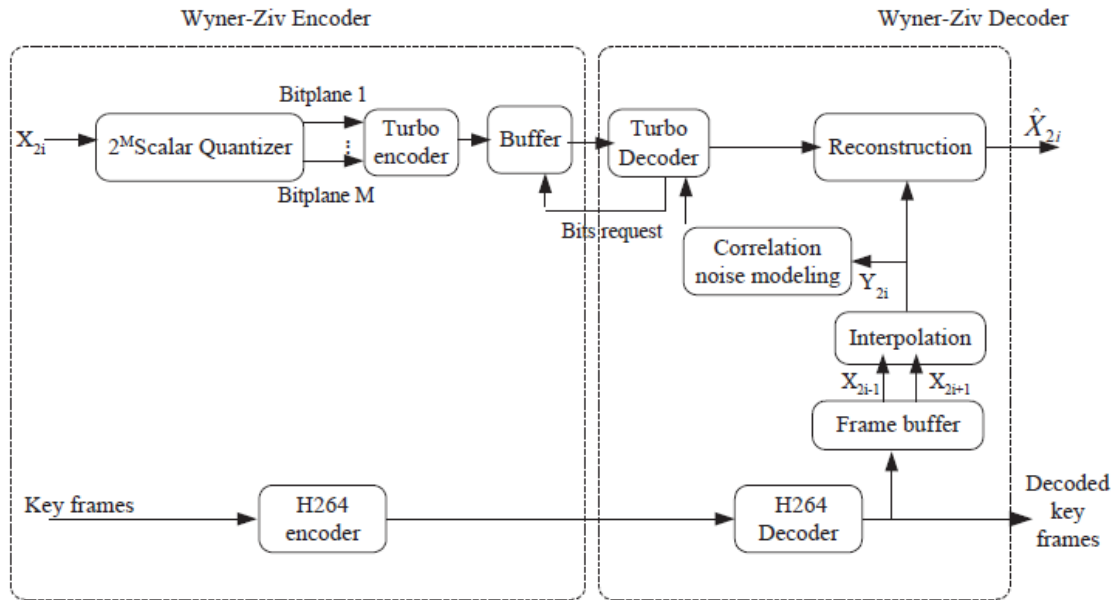 Wyner-Ziv Encoder
Wyner-Ziv Decoder
X2i
2MScalar Quantizer
Bitplane 1
Bitplane M
Turbo
encoder
Buffer
Turbo
Decoder
Reconstruction
X̂2i
Bits request
Correlation
noise modeling
Y2i
Interpolation
X2i-1
X2i+1
Frame buffer
Key frames
H264
encoder
H264
Decoder
Decoded
key
frames